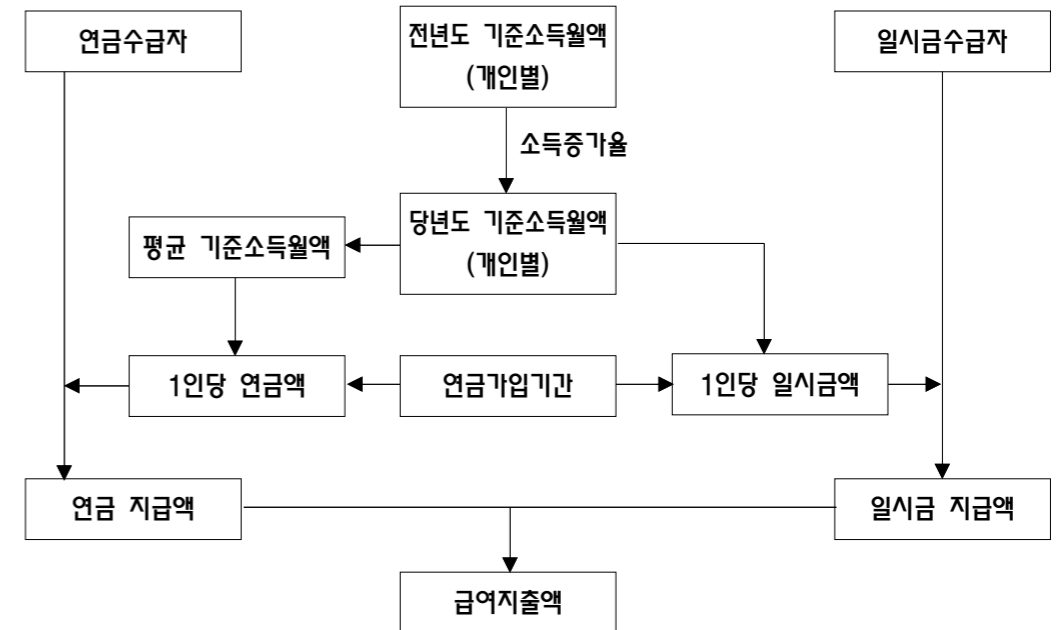 연금수급자
전년도 기준소득월액
(개인별)
일시금수급자
소득증가율
당년도 기준소득월액
(개인별)
평균 기준소득월액
1인당 연금액
연금가입기간
1인당 일시금액
연금 지급액
일시금 지급액
급여지출액